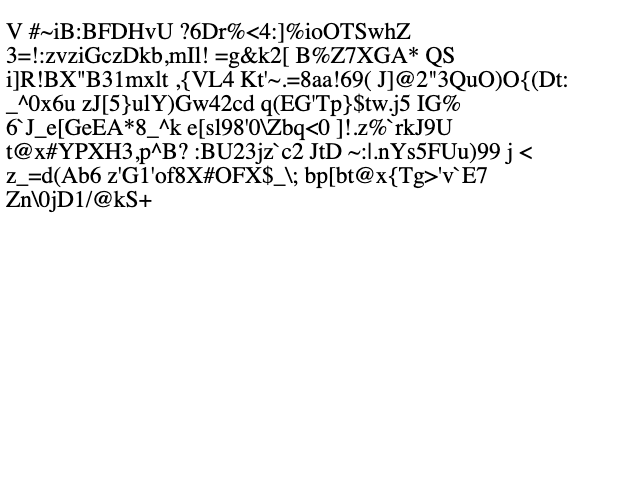 V #~iB:BFDHvU ?6Dr%<4:]%ioOTSwhZ
3=!:zvziGczDkb,mIl! =g&k2[ B%Z7XGA* QS
i]R!BX"B31mxlt ,{VL4 Kt'~.=8aa!69( J]@2"3QuO)O{(Dt:
_^0x6u zJ[5}ulY)Gw42cd q(EG'Tp}$tw.j5 IG%
6`J_e[GeEA*8_^k e[sl98'0\Zbq<0 ]!.z%`rkJ9U
t@x#YPXH3,p^B? :BU23jz`c2 JtD ~:|.nYs5FUu)99 j <
z_=d(Ab6 z'G1'of8X#OFX$_\; bp[bt@x{Tg>'v`E7
Zn\0jD1/@kS+